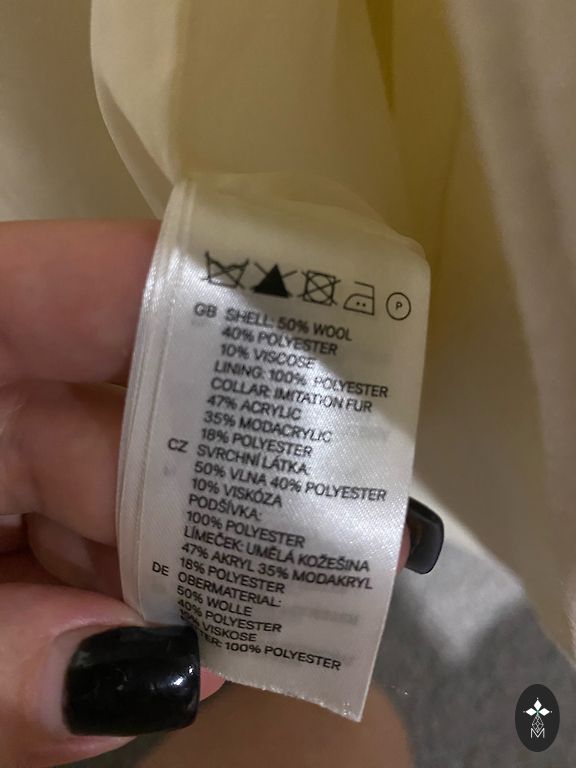 P
GB SHELL: 50% WOOL
40% POLYESTER
10% VISCOSE
LINING: 100% POLYESTER
COLLAR: IMITATION FUR
47% ACRYLIC
35% MODACRYLIC
18% POLYESTER
CZ SVRCHNÍ LÁTKA:
50% VLNA 40% POLYESTER
10% VISKÓZA
PODŠÍVKA:
100% POLYESTER
LÍMEČEK: UMĚLÁ KOŽEŠINA
47% AKRYL 35% MODAKRYL
18% POLYESTER
DE OBERMATERIAL:
50% WOLLE
40% POLYESTER
VISKOSE
100% POLYESTER
M